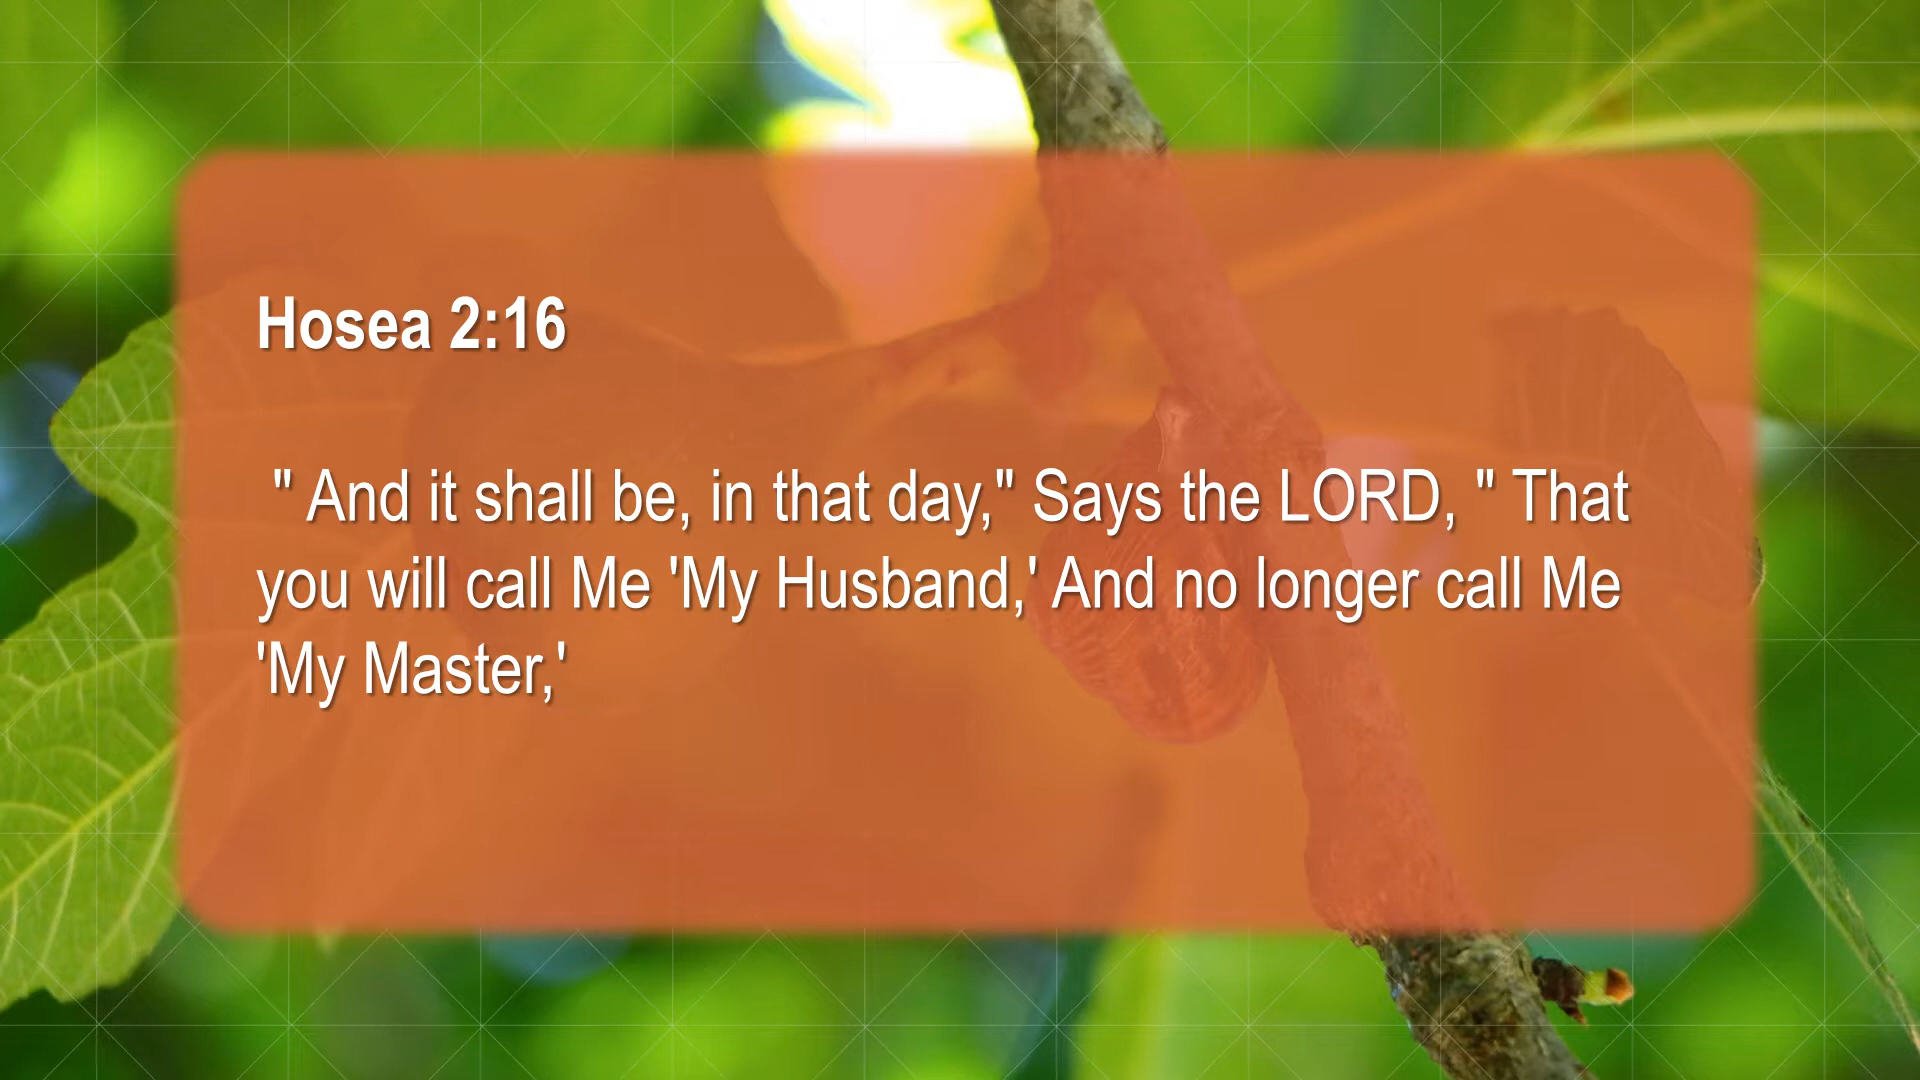 Hosea 2:16
" And it shall be, in that day," Says the LORD, " That
you will call Me 'My Husband,' And no longer call Me
'My Master,'